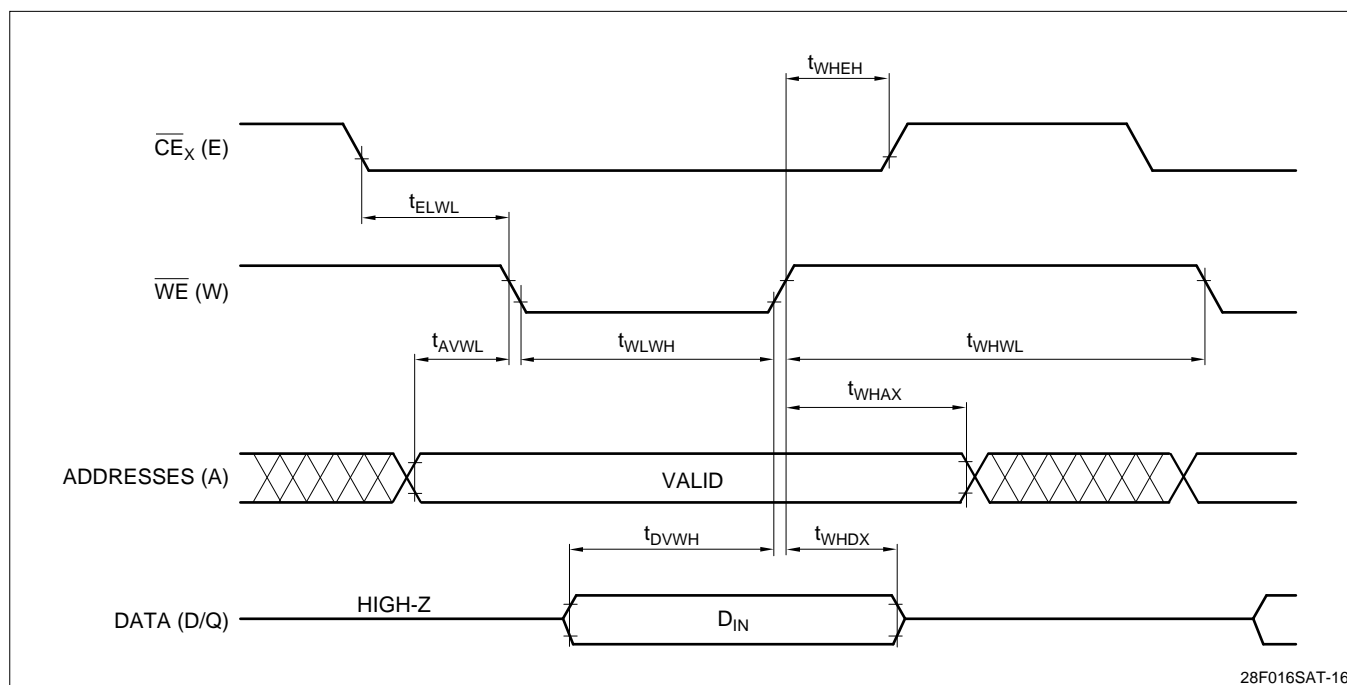 tWHEH
CEX (E)
tELWL
WE (W)
tAVWL tWLWH tWHWL
tWHAX
ADDRESSES (A) VALID
tDVWH tWHDX
HIGH-Z
DATA (D/Q) DIN
28F016SAT-16